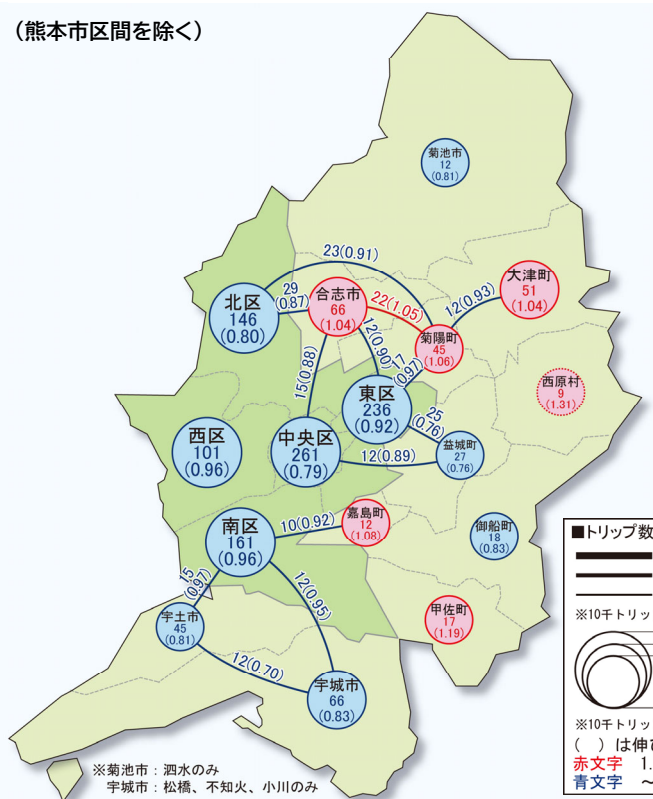 (熊本市区間を除く)
菊池市
12
(0.81)
23(0.91)
大津町
51
(1.04)
北区
146
(0.80)
29
(0.87)
合志市
66
(1.04)
22(1.05)
12(0.93)
菊陽町
45
(1.06)
12(0.90)
17
(0.97)
15(0.88)
西原村
9
(1.31)
東区
236
(0.92)
25
(0.76)
西区
101
(0.96)
中央区
261
(0.79)
12(0.89)
益城町
27
(0.76)
南区
161
(0.96)
10(0.92)
嘉島町
12
(1.08)
御船町
18
(0.83)
15
(0.97)
12(0.95)
宇土市
45
(0.81)
甲佐町
17
(1.19)
12(0.70)
宇城市
66
(0.83)
■トリップ数
※10千トリッ
※10千トリッ
( )は伸び
赤文字 1.
青文字 ～
※菊池市：泗水のみ
宇城市：松橋、不知火、小川のみ